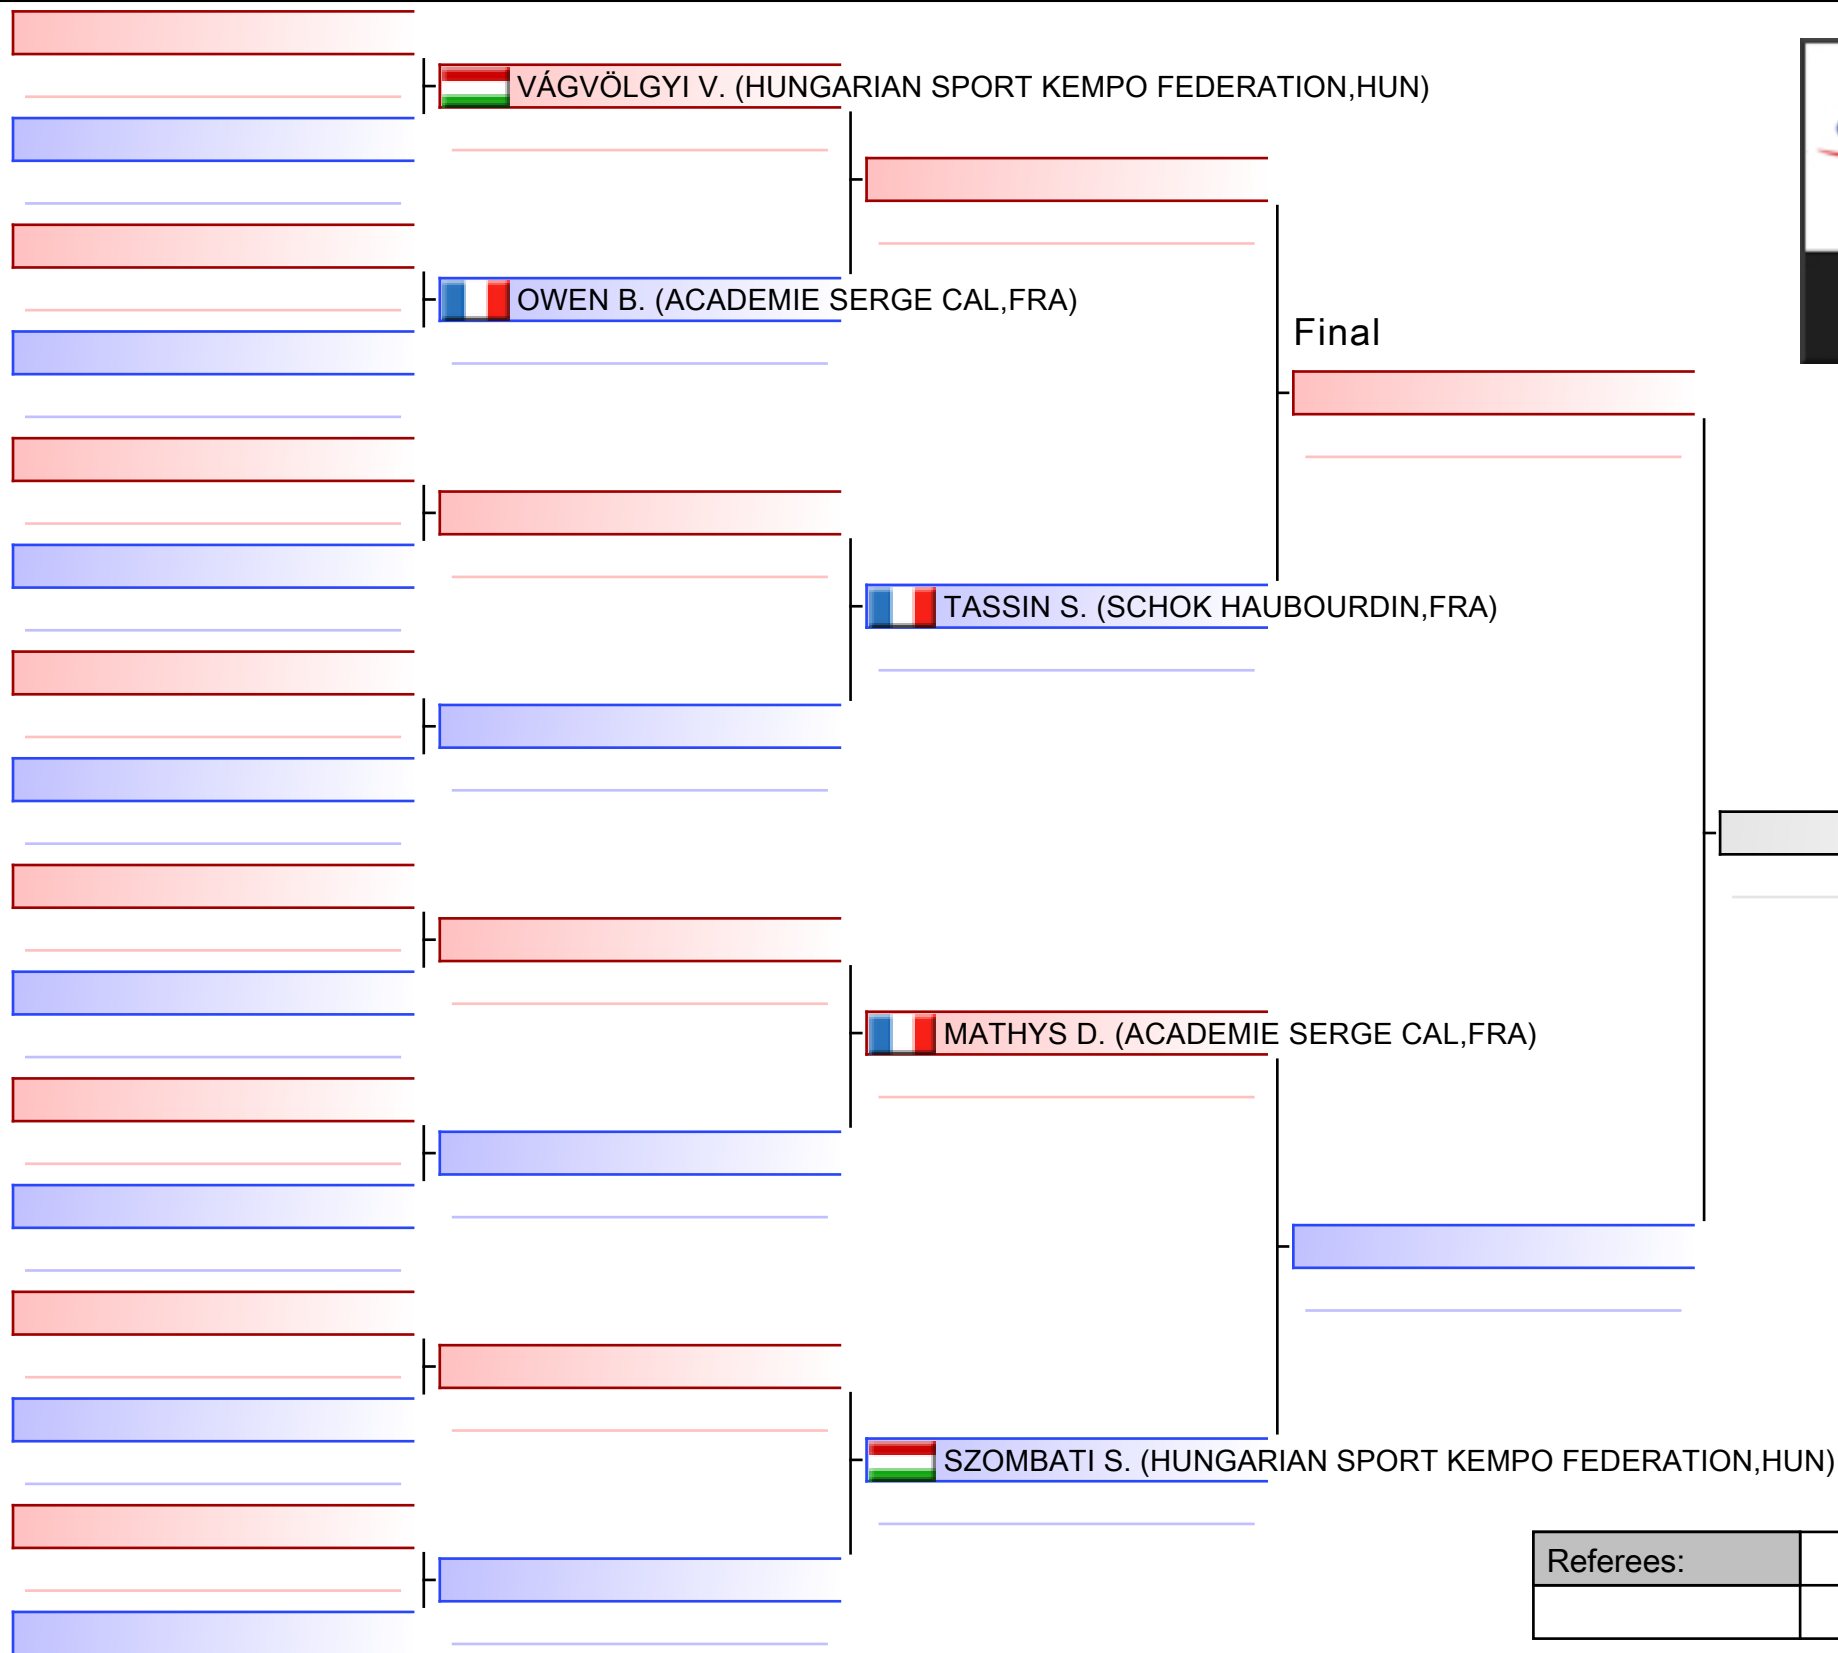 VÁGVÖLGYI V. (HUNGARIAN SPORT KEMPO FEDERATION,HUN)
OWEN B. (ACADEMIE SERGE CAL,FRA)
Final
TASSIN S. (SCHOK HAUBOURDIN,FRA)
MATHYS D. (ACADEMIE SERGE CAL,FRA)
SZOMBATI S. (HUNGARIAN SPORT KEMPO FEDERATION,HUN)
Referees: